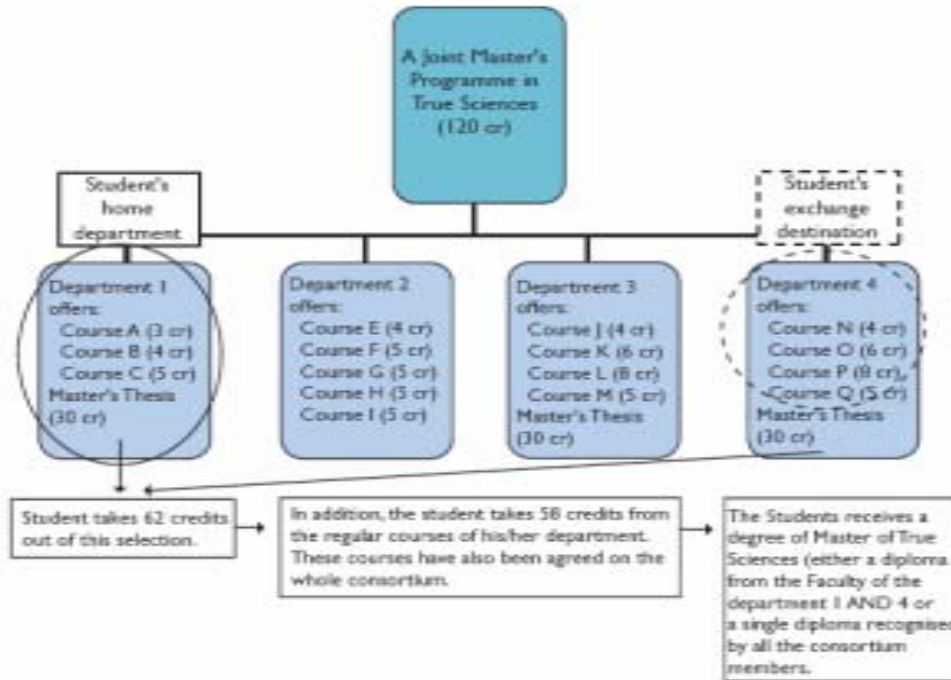 A Joint Master's
Programme in
True Sciences
(120 cr)
Student's
home
department
Student's
exchange
destination
Department 1
offers:
Course A (3 cr)
Course B (4 cr)
Course C (5 cr)
Master's Thesis
(30 cr)
Department 2
offers:
Course E (4 cr)
Course F (5 cr)
Course G (5 cr)
Course H (5 cr)
Course I (5 cr)
Department 3
offers:
Course J (4 cr)
Course K (6 cr)
Course L (8 cr)
Course M (5 cr)
Master's Thesis
(30 cr)
Department 4
offers:
Course N (4 cr)
Course O (6 cr)
Course P (8 cr)
Course Q (5 cr)
Master's Thesis
(30 cr)
Student takes 62 credits
out of this selection.
In addition, the student takes 58 credits from
the regular courses of his/her department.
These courses have also been agreed on the
whole consortium.
The Students receives a
degree of Master of True
Sciences (either a diploma
from the Faculty of the
department 1 AND 4 or
a single diploma recognised
by all the consortium
members.